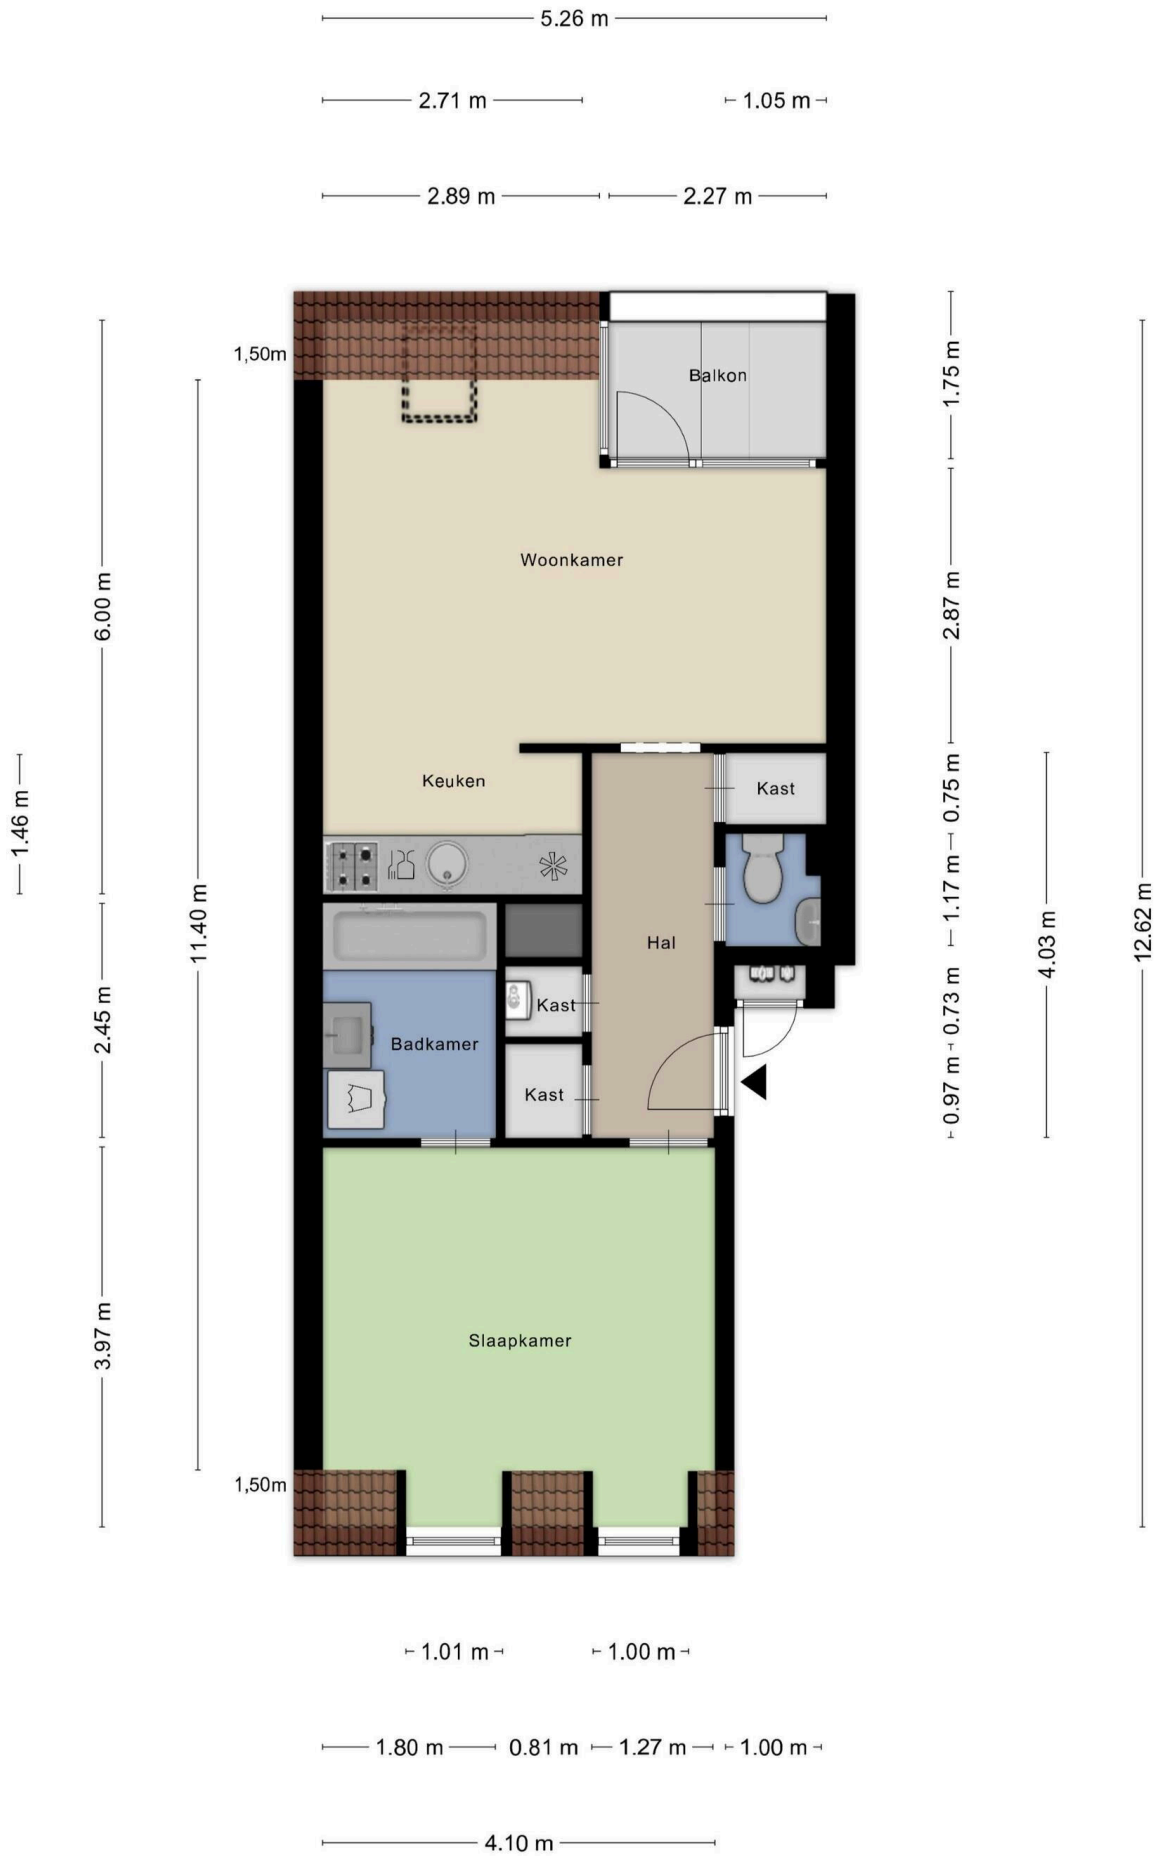 5.26 m
2.71 m
1.05 m
2.89 m
2.27 m
1,50m
Balkon
1.75 m
Woonkamer
6.00 m
2.87 m
Keuken
Kast
0.75 m
1.46 m
11.40 m
1.17 m
12.62 m
Hal
4.03 m
Kast
0.73 m
2.45 m
Badkamer
Kast
0.97 m
Slaapkamer
3.97 m
1,50m
1.01 m
1.00 m
1.80 m
0.81 m
1.27 m
1.00 m
4.10 m